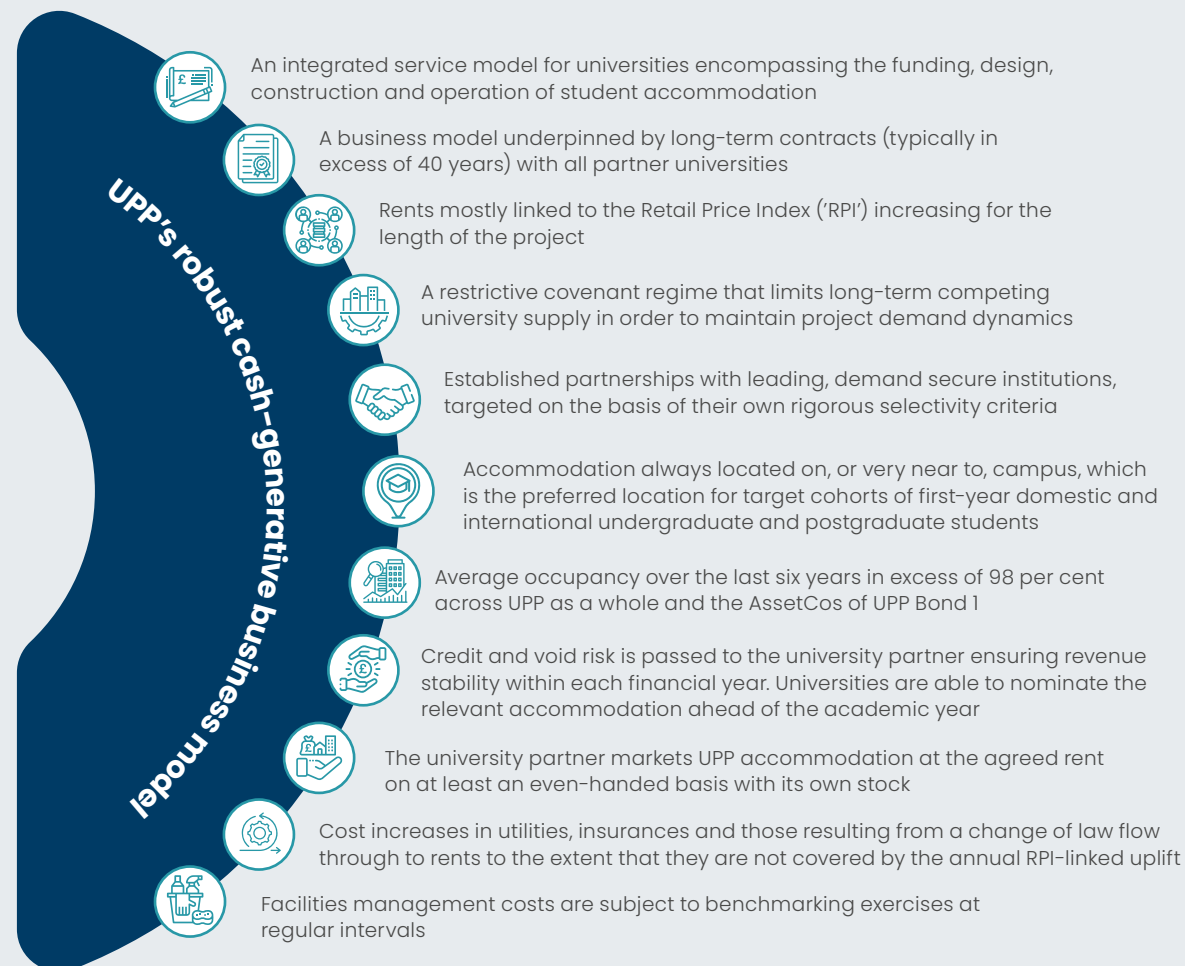 UPP's robust cash-generative business model
£
An integrated service model for universities encompassing the funding, design,
construction and operation of student accommodation
A business model underpinned by long-term contracts (typically in
excess of 40 years) with all partner universities
Rents mostly linked to the Retail Price Index ('RPI') increasing for the
length of the project
A restrictive covenant regime that limits long-term competing
university supply in order to maintain project demand dynamics
Established partnerships with leading, demand secure institutions,
targeted on the basis of their own rigorous selectivity criteria
Accommodation always located on, or very near to, campus, which
is the preferred location for target cohorts of first-year domestic and
international undergraduate and postgraduate students
Average occupancy over the last six years in excess of 98 per cent
across UPP as a whole and the AssetCos of UPP Bond 1
£
Credit and void risk is passed to the university partner ensuring revenue
stability within each financial year. Universities are able to nominate the
relevant accommodation ahead of the academic year
£
The university partner markets UPP accommodation at the agreed rent
on at least an even-handed basis with its own stock
Cost increases in utilities, insurances and those resulting from a change of law flow
through to rents to the extent that they are not covered by the annual RPI-linked uplift
Facilities management costs are subject to benchmarking exercises at
regular intervals